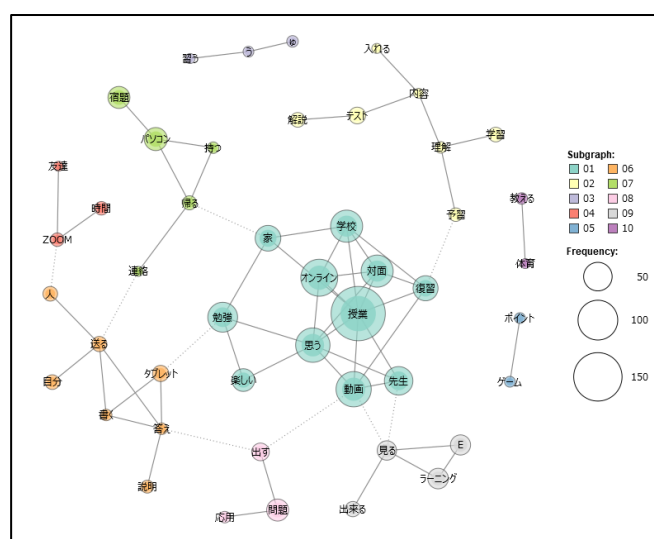 習う
う
ゅ
入れる
宿題
内容
テスト
解説
パソコン
持つ
理解
学習
友達
時間
帰る
予習
教える
ZOOM
家
学校
体育
連絡
オンライン
対面
復習
人
勉強
授業
ポイント
送る
思う
タブレット
楽しい
動画
先生
自分
ゲーム
書く
答え
出す
見る
E
ラーニング
説明
応用
問題
出来る
Subgraph:
01 06
02 07
03 08
04 09
05 10
Frequency:
50
100
150